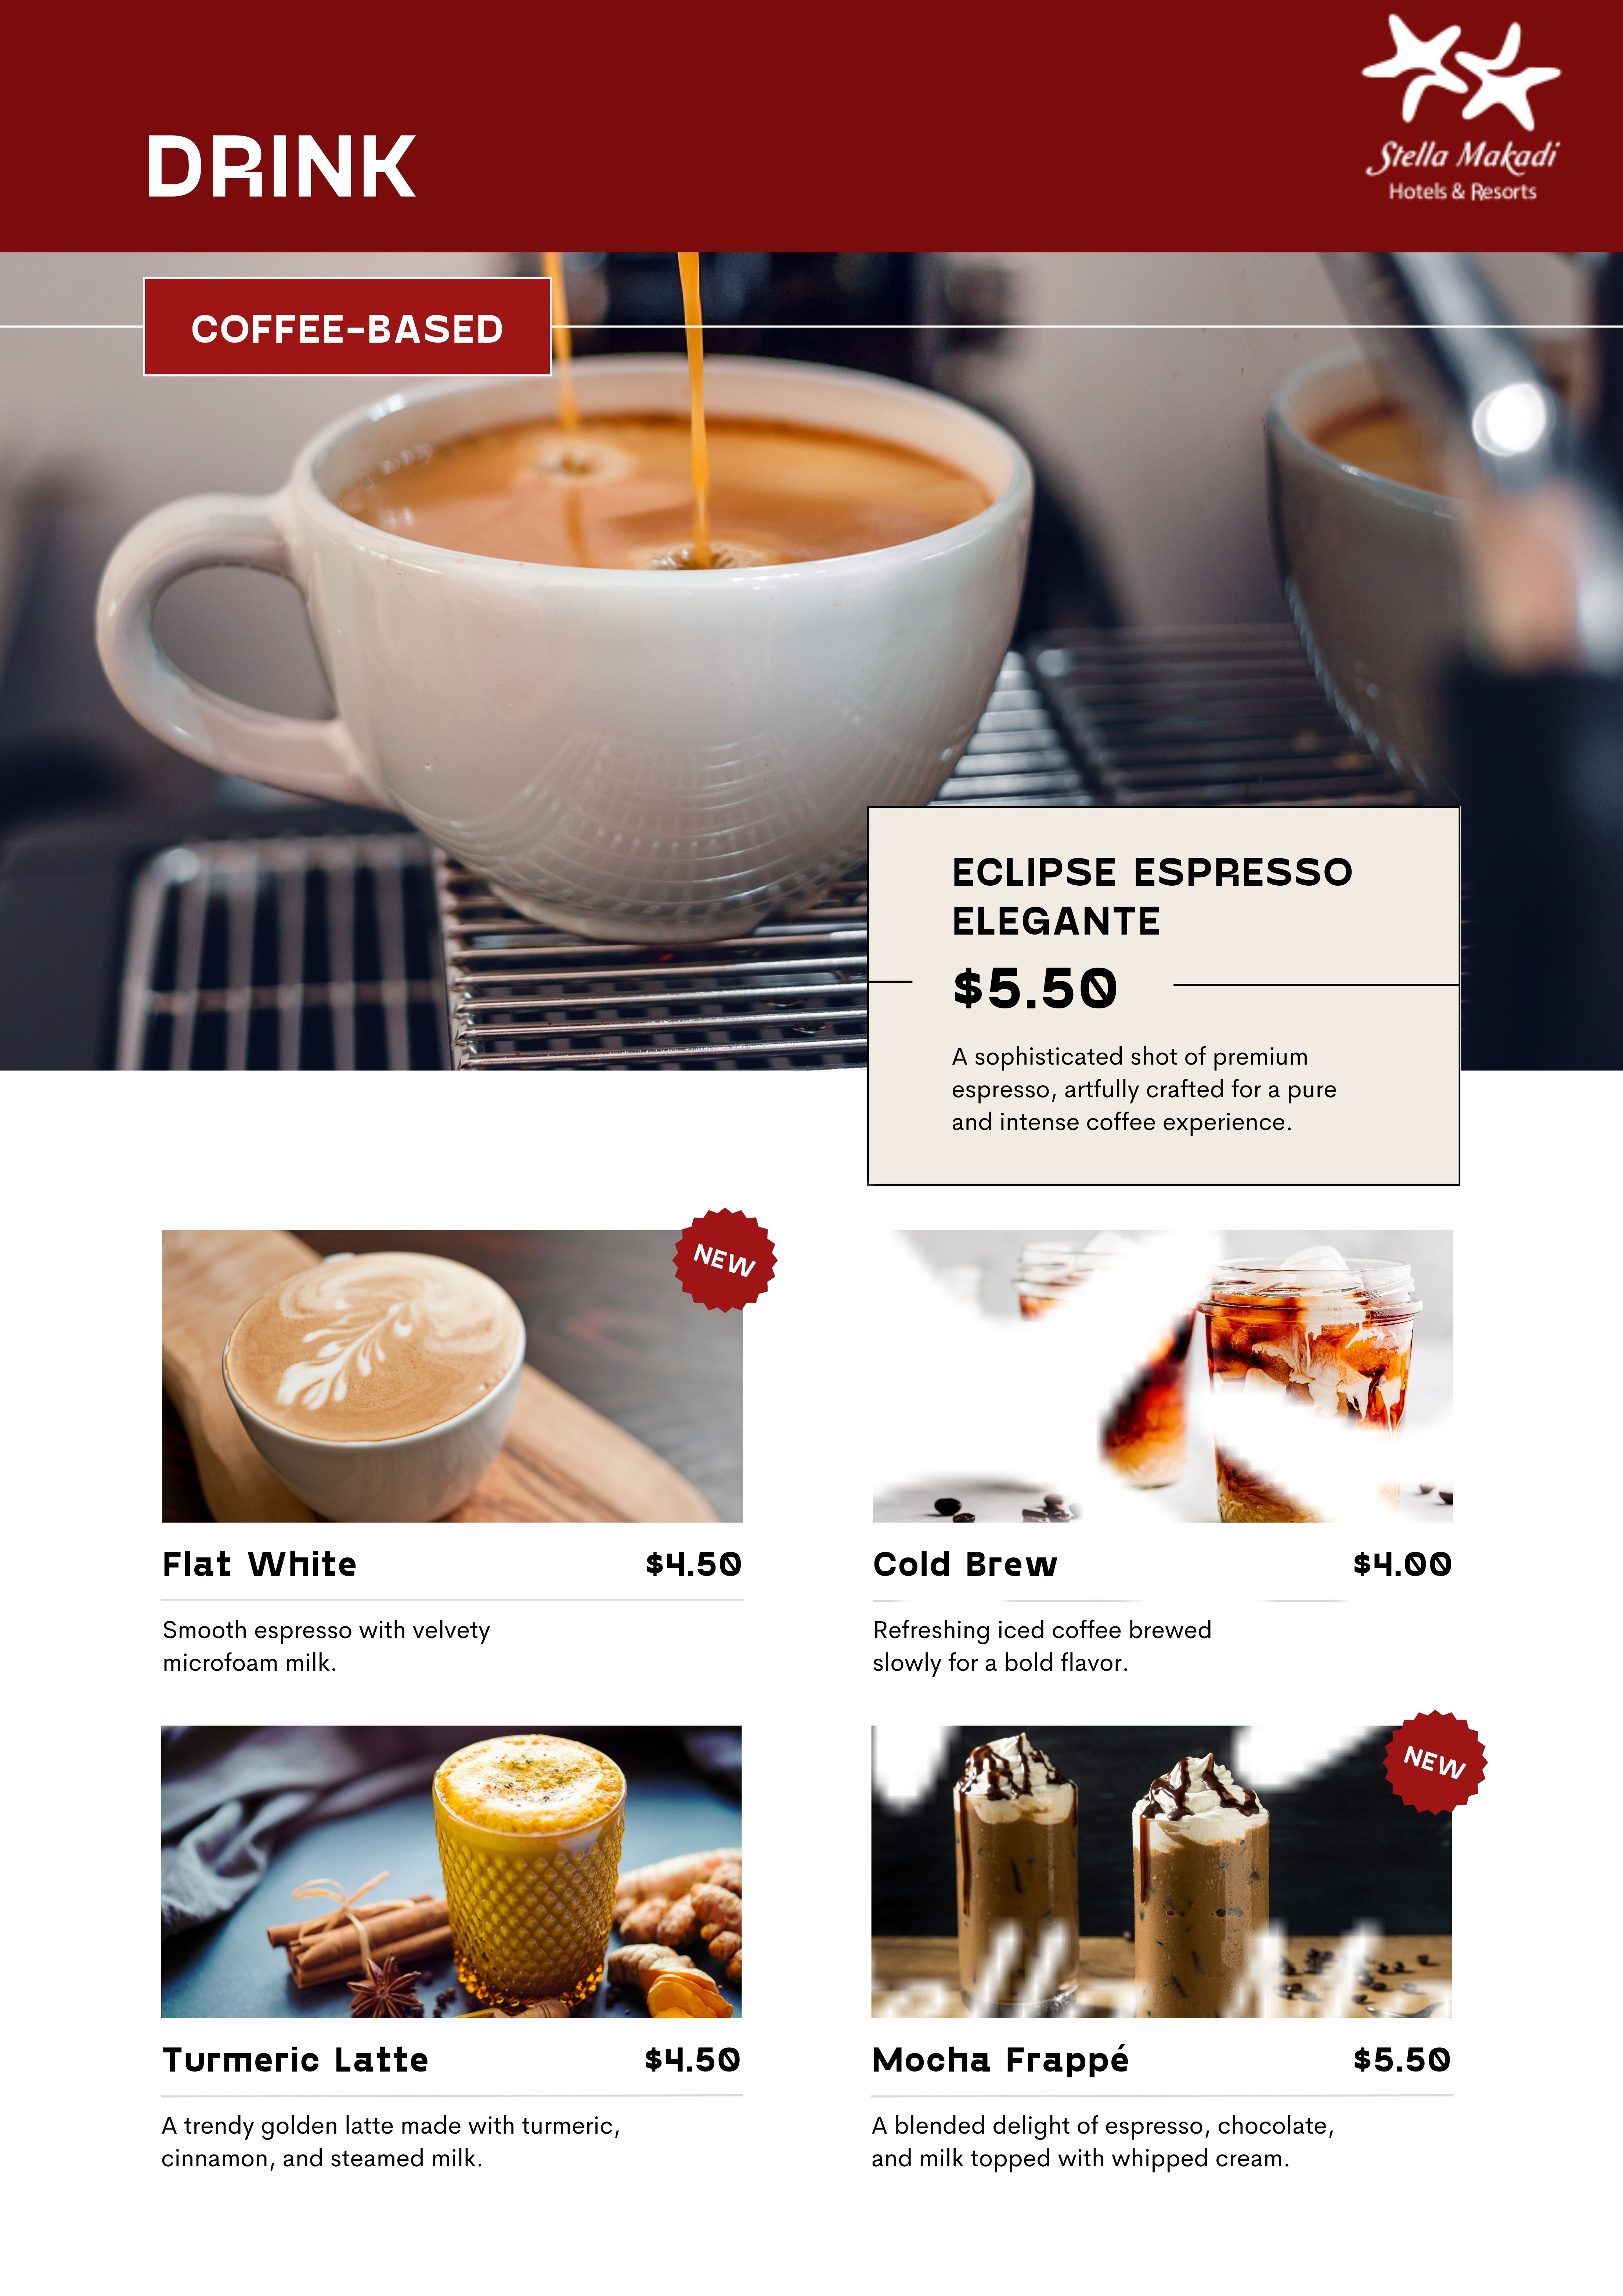 DRINK
Stella Makadi
Hotels & Resorts
COFFEE-BASED
ECLIPSE ESPRESSO
ELEGANTE
$5.50
A sophisticated shot of premium
espresso, artfully crafted for a pure
and intense coffee experience.
NEW
Flat White $4.50
Smooth espresso with velvety
microfoam milk.
Cold Brew $4.00
Refreshing iced coffee brewed
slowly for a bold flavor.
NEW
Turmeric Latte $4.50
A trendy golden latte made with turmeric,
cinnamon, and steamed milk.
Mocha Frappé $5.50
A blended delight of espresso, chocolate,
and milk topped with whipped cream.